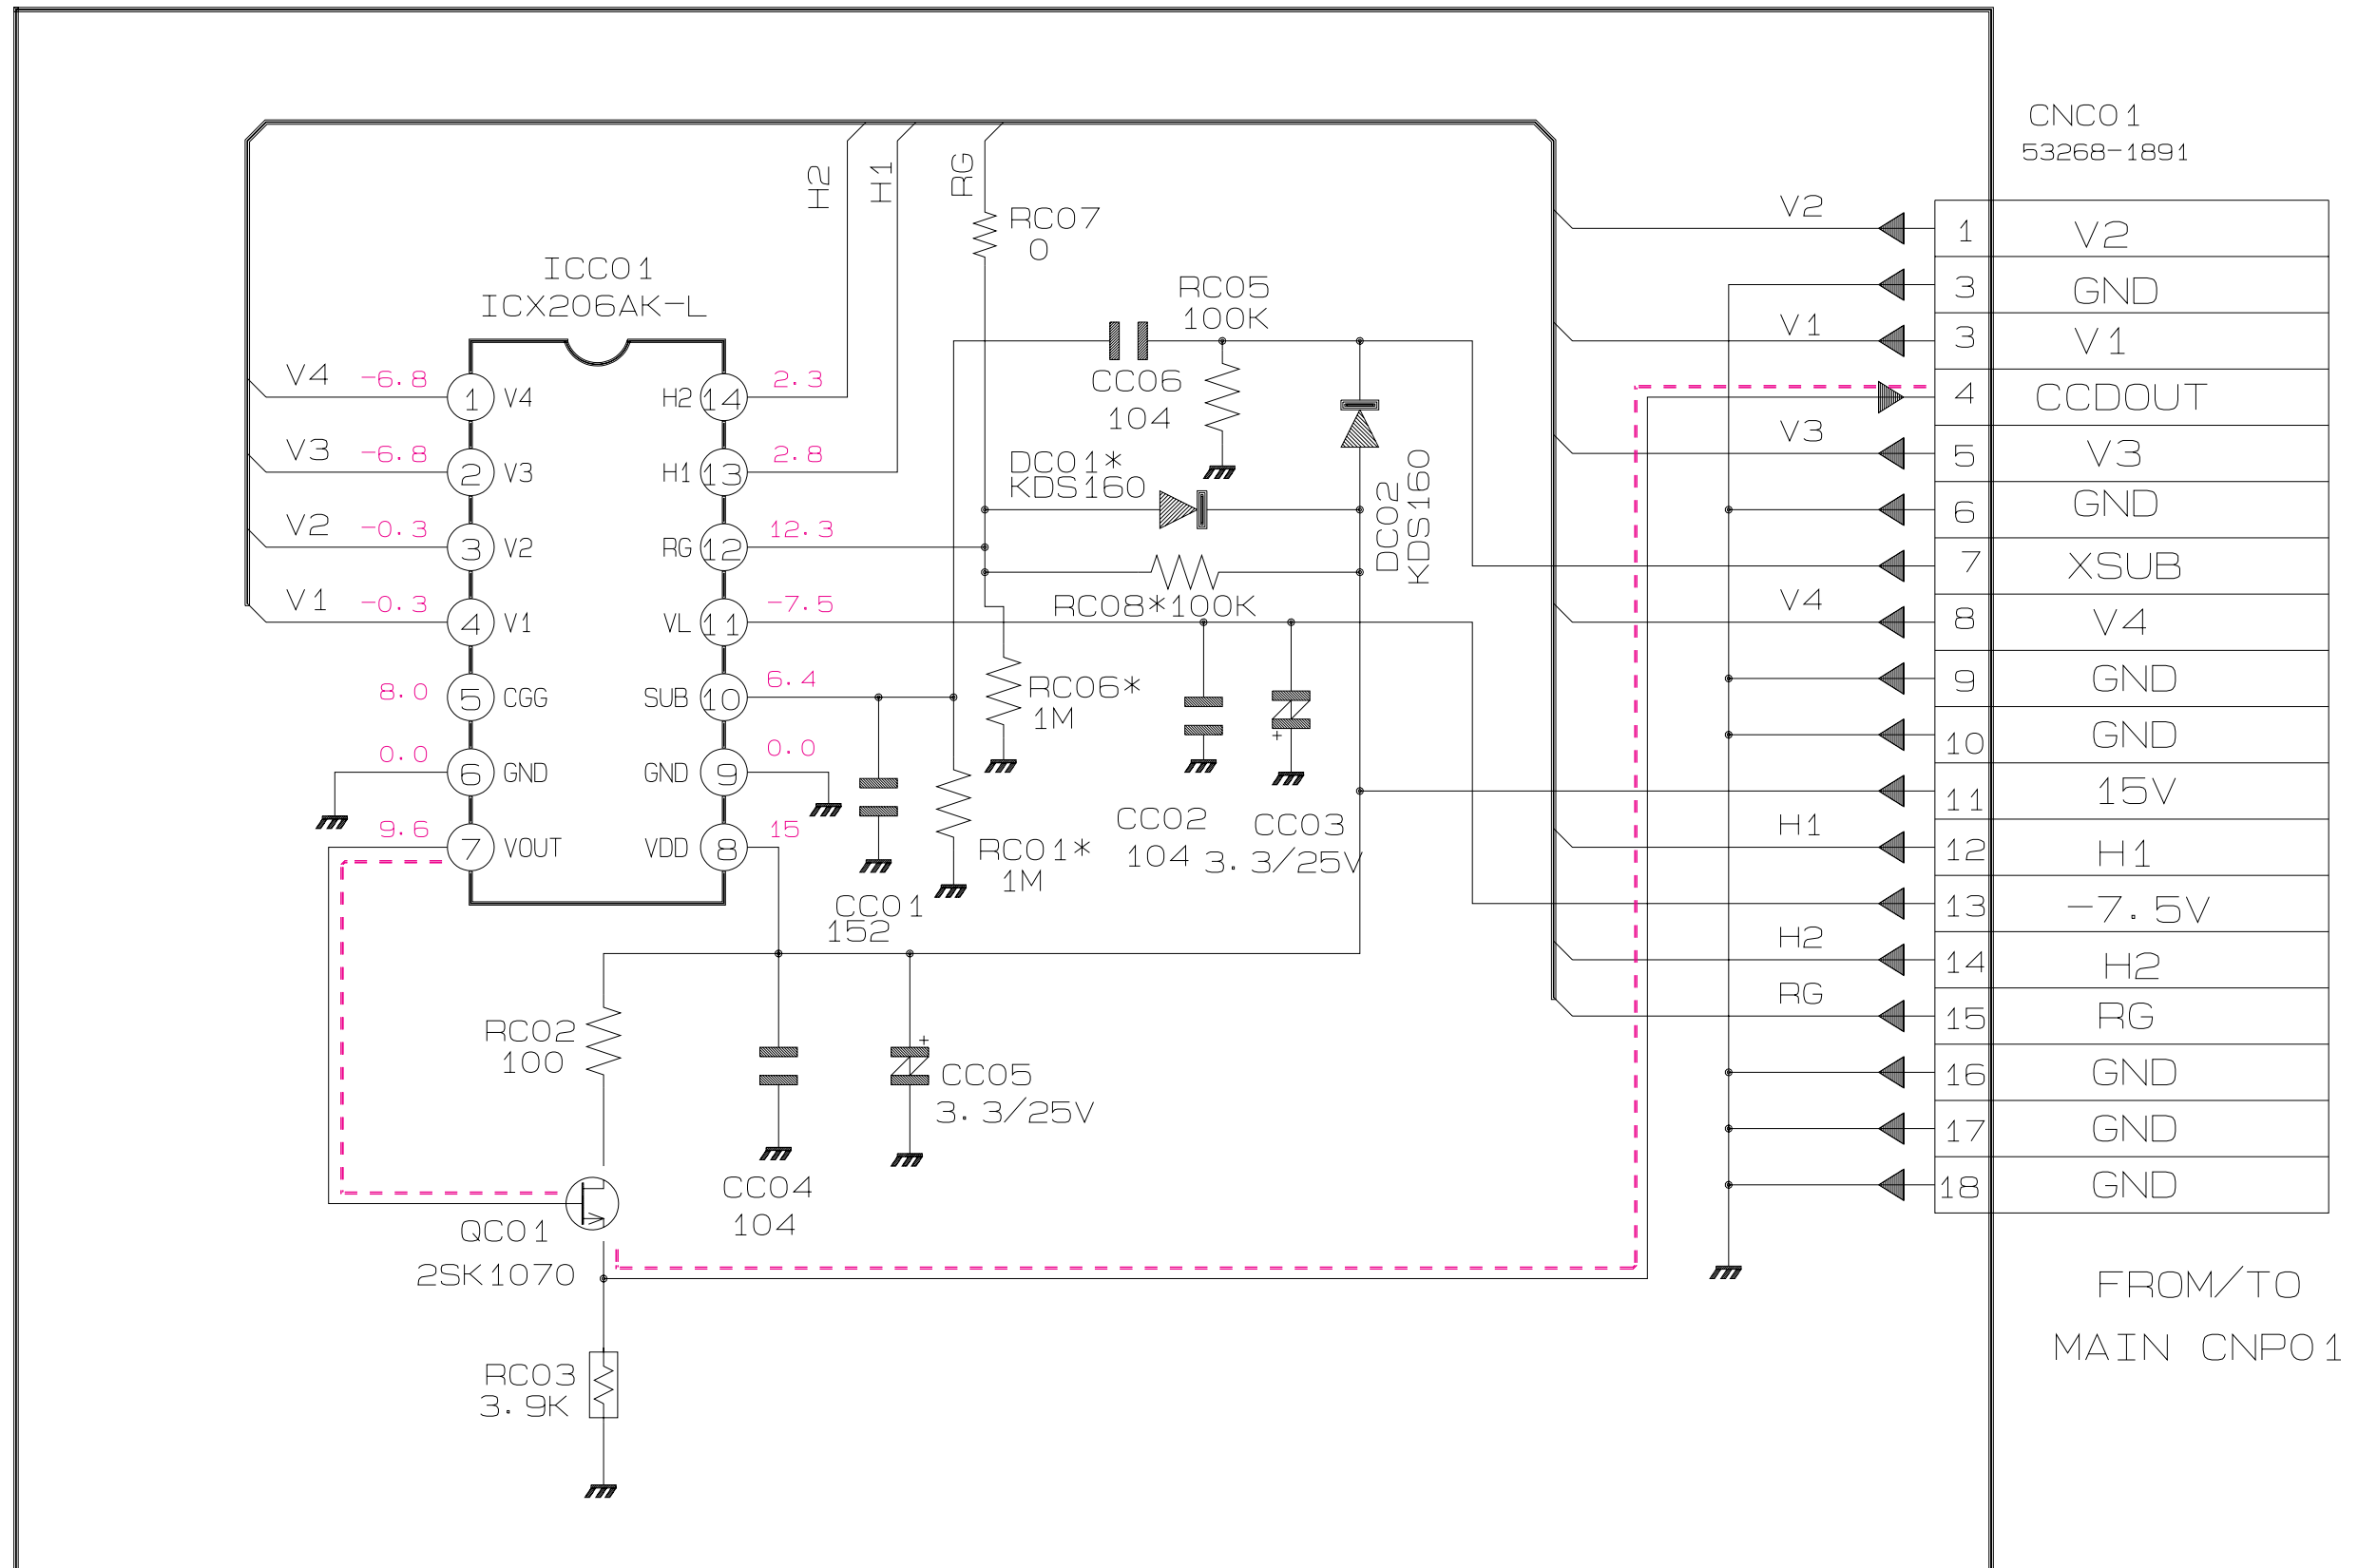 CNC01
53268-1891
H2
H1
RG
RC07
0
ICC01
ICX206AK-L
RC05
100K
CC06
104
DC01*
KDS160
DC02
KDS160
RC08*100K
V4 -6.8 1 V4
V3 -6.8 2 V3
V2 -0.3 3 V2
V1 -0.3 4 V1
8.0 5 CGG
0.0 6 GND
9.6 7 VOUT
H2 14 2.3
H1 13 2.8
RG 12 12.3
VL 11 -7.5
SUB 10 6.4
GND 9 0.0
VDD 8 15
RC06*
1M
RC01*
1M
CC02
104
CC03
3.3/25V
+
CC01
152
RC02
100
+
CC05
3.3/25V
CC04
104
QC01
2SK1070
RC03
3.9K
V2 1 V2
3 GND
V1 3 V1
4 CCDOUT
V3 5 V3
6 GND
7 XSUB
V4 8 V4
9 GND
10 GND
11 15V
H1 12 H1
13 -7.5V
H2 14 H2
RG 15 RG
16 GND
17 GND
18 GND
FROM/TO
MAIN CNP01